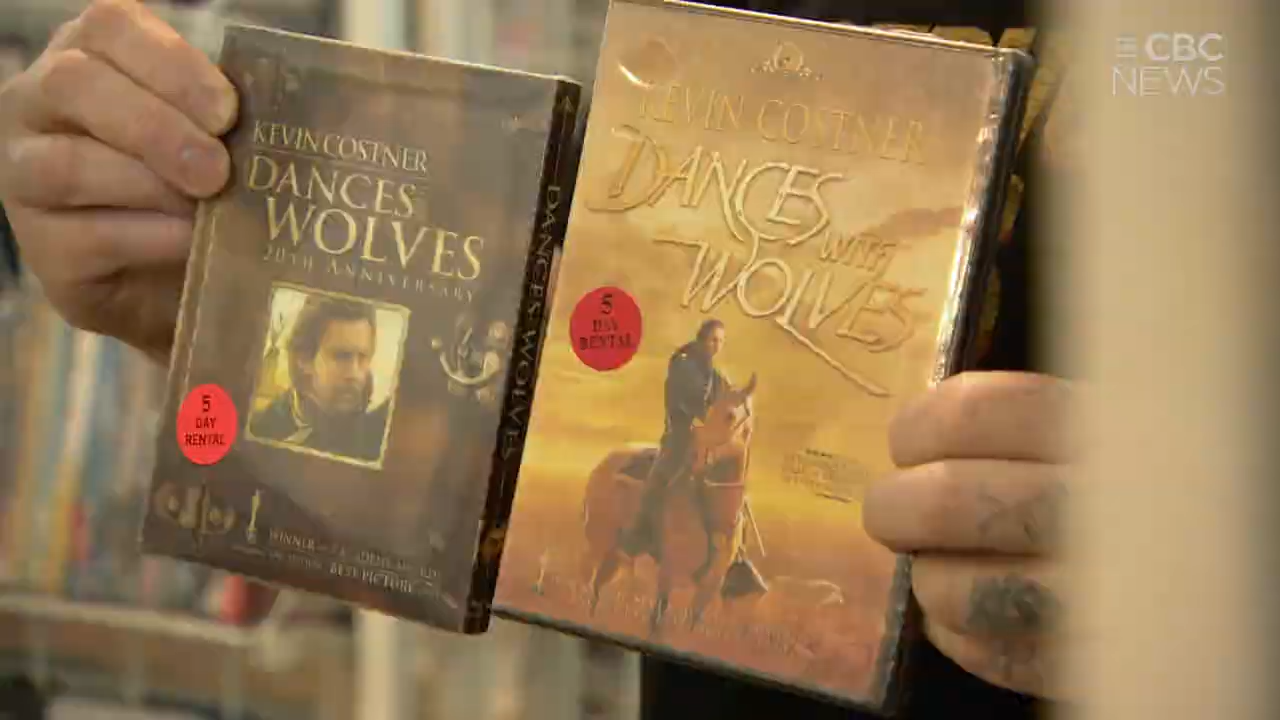 CBC
NEWS
KEVIN COSTNER
DANCES
WOLVES
20TH ANNIVERSARY
5
DAY
RENTAL
WINNER
BEST PICTURE
DANCES WOLVES
KEVIN COSTNER
DANCES
WITH
WOLVES
5
DAY
RENTAL